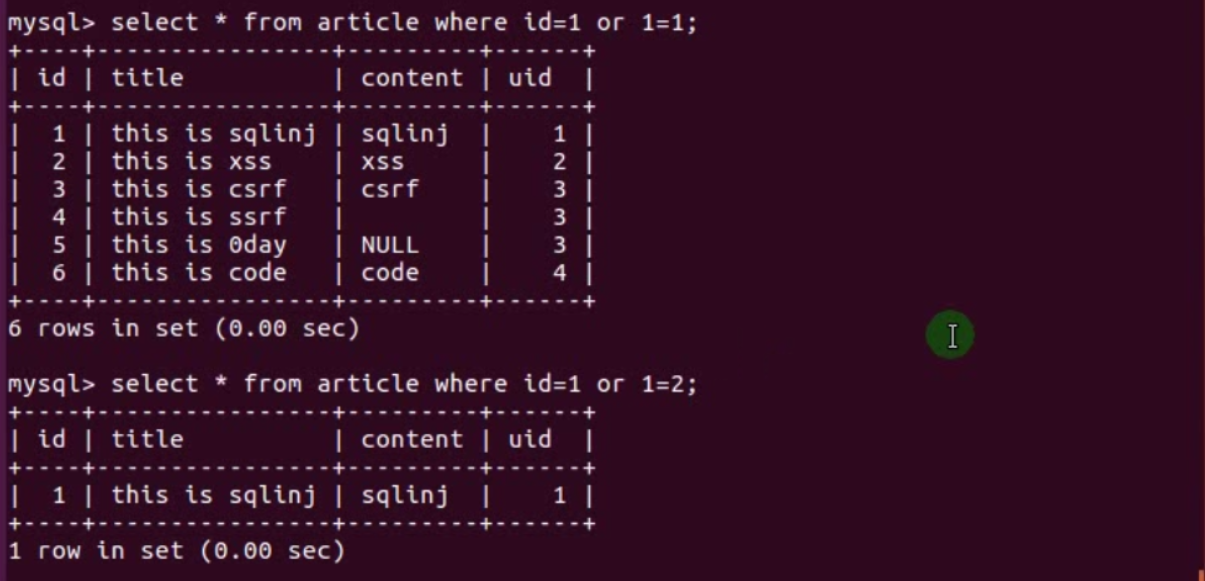 mysql> select * from article where id=1 or 1=1;
+----+----------------+---------+------+
| id | title          | content | uid  |
+----+----------------+---------+------+
|  1 | this is sqlinj | sqlinj  |    1 |
|  2 | this is xss    | xss     |    2 |
|  3 | this is csrf   | csrf    |    3 |
|  4 | this is ssrf   |         |    3 |
|  5 | this is 0day   | NULL    |    3 |
|  6 | this is code   | code    |    4 |
+----+----------------+---------+------+
6 rows in set (0.00 sec)

mysql> select * from article where id=1 or 1=2;
+----+----------------+---------+------+
| id | title          | content | uid  |
+----+----------------+---------+------+
|  1 | this is sqlinj | sqlinj  |    1 |
+----+----------------+---------+------+
1 row in set (0.00 sec)